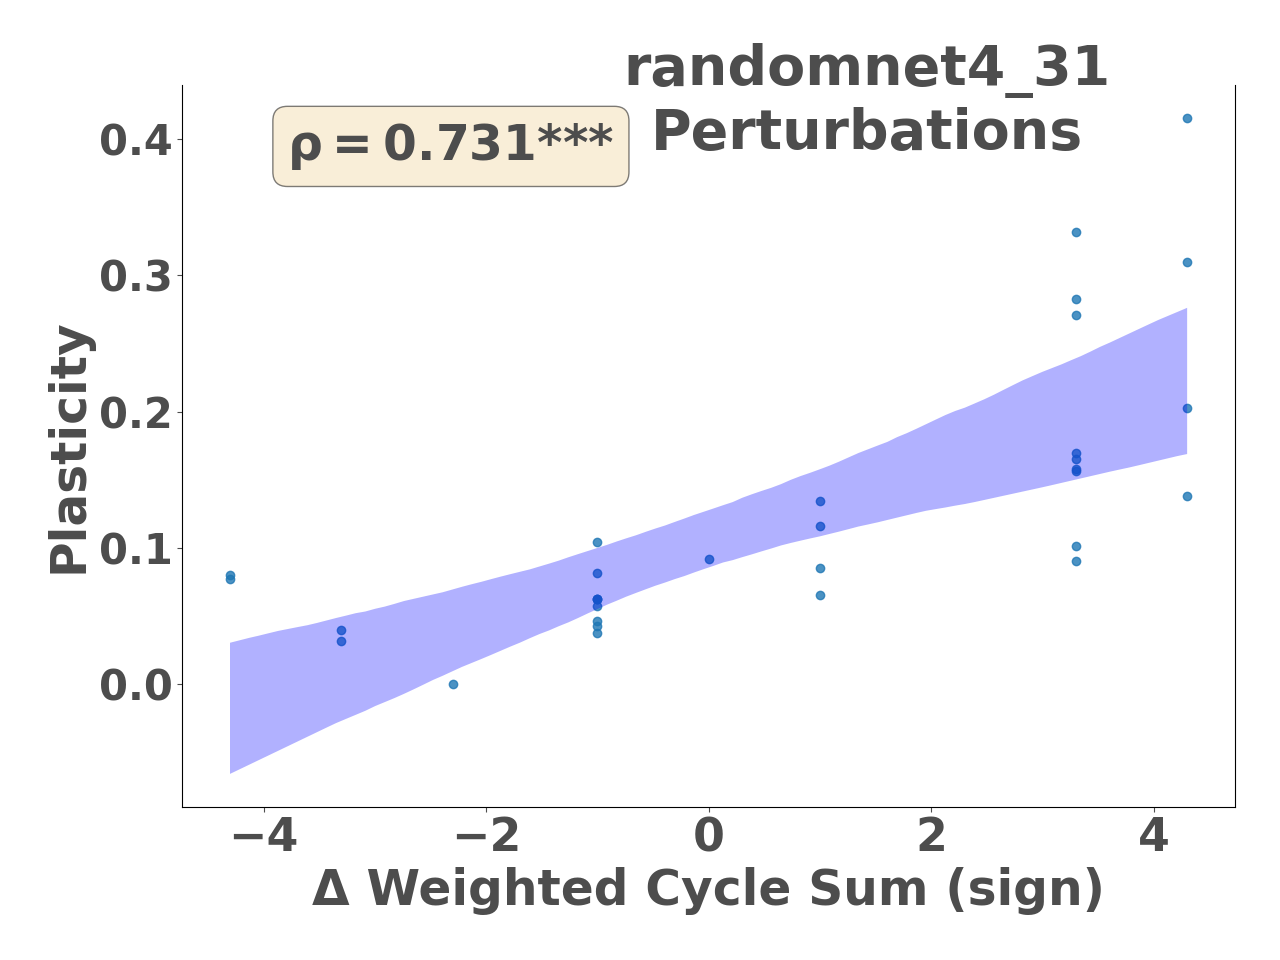 randomnet4_31
Perturbations
ρ = 0.731***
0.4
0.3
0.2
0.1
0.0
Plasticity
−4
−2
0
2
4
Δ Weighted Cycle Sum (sign)